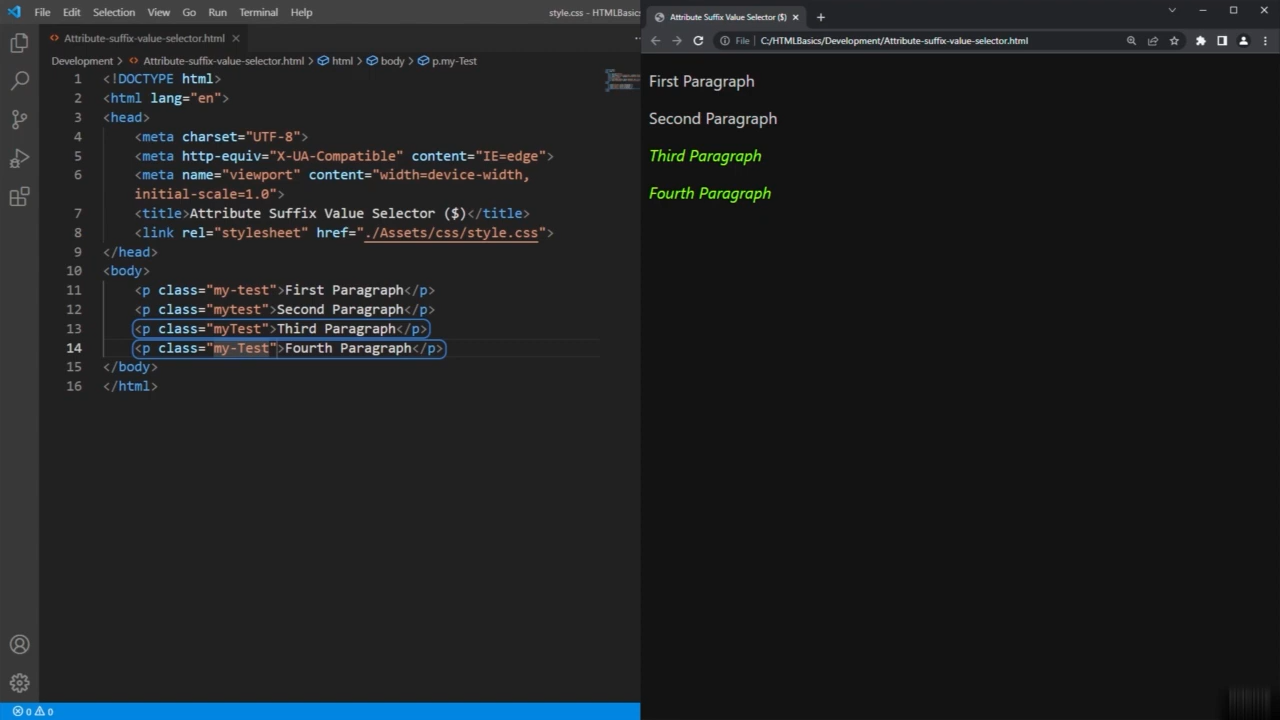 File Edit Selection View Go Run Terminal Help style.css - HTMLBasics
Attribute-suffix-value-selector.html
Development > Attribute-suffix-value-selector.html > html > body > p.my-Test
1 <!DOCTYPE html>
2 <html lang="en">
3 <head>
4 <meta charset="UTF-8">
5 <meta http-equiv="X-UA-Compatible" content="IE=edge">
6 <meta name="viewport" content="width=device-width,
initial-scale=1.0">
7 <title>Attribute Suffix Value Selector ($)</title>
8 <link rel="stylesheet" href="./Assets/css/style.css">
9 </head>
10 <body>
11 <p class="my-test">First Paragraph</p>
12 <p class="mytest">Second Paragraph</p>
13 <p class="myTest">Third Paragraph</p>
14 <p class="my-Test">Fourth Paragraph</p>
15 </body>
16 </html>
0 0
Attribute Suffix Value Selector ($)
File C:/HTMLBasics/Development/Attribute-suffix-value-selector.html
First Paragraph
Second Paragraph
Third Paragraph
Fourth Paragraph